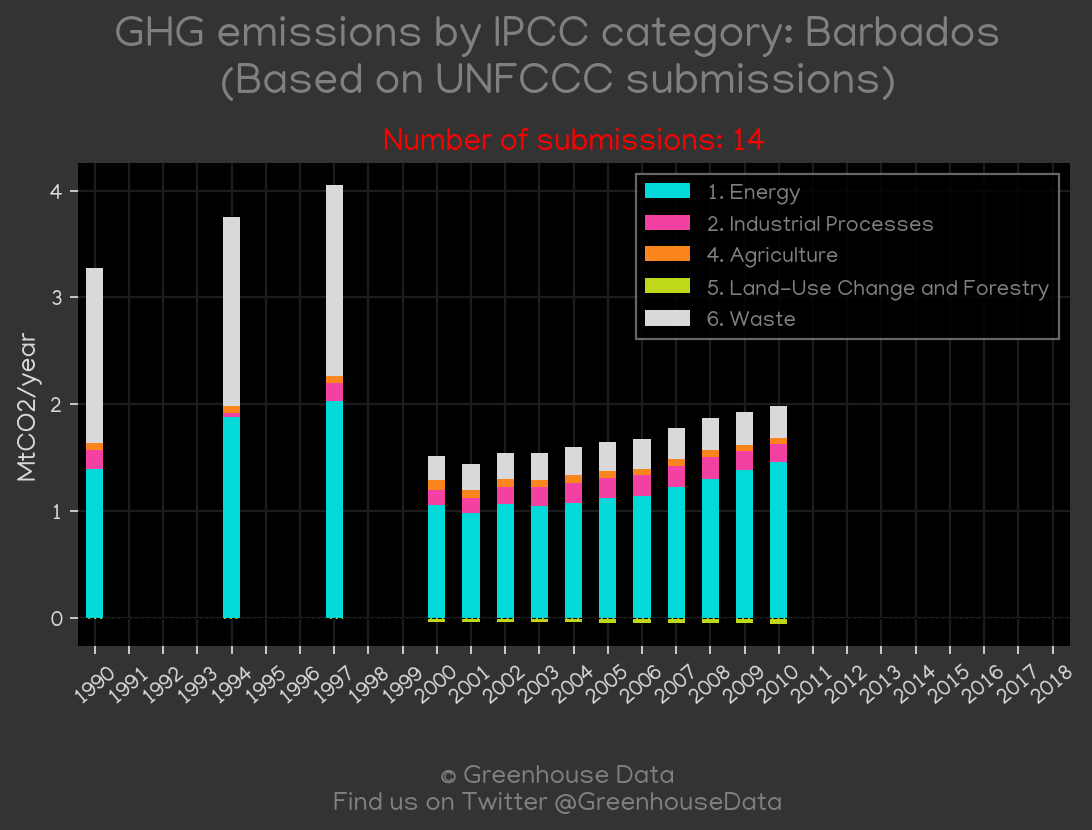 GHG emissions by IPCC category: Barbados
(Based on UNFCCC submissions)
Number of submissions: 14
MtCO2/year
4
3
2
1
0
1. Energy
2. Industrial Processes
4. Agriculture
5. Land-Use Change and Forestry
6. Waste
1990 1991 1992 1993 1994 1995 1996 1997 1998 1999 2000 2001 2002 2003 2004 2005 2006 2007 2008 2009 2010 2011 2012 2013 2014 2015 2016 2017 2018
© Greenhouse Data
Find us on Twitter @GreenhouseData